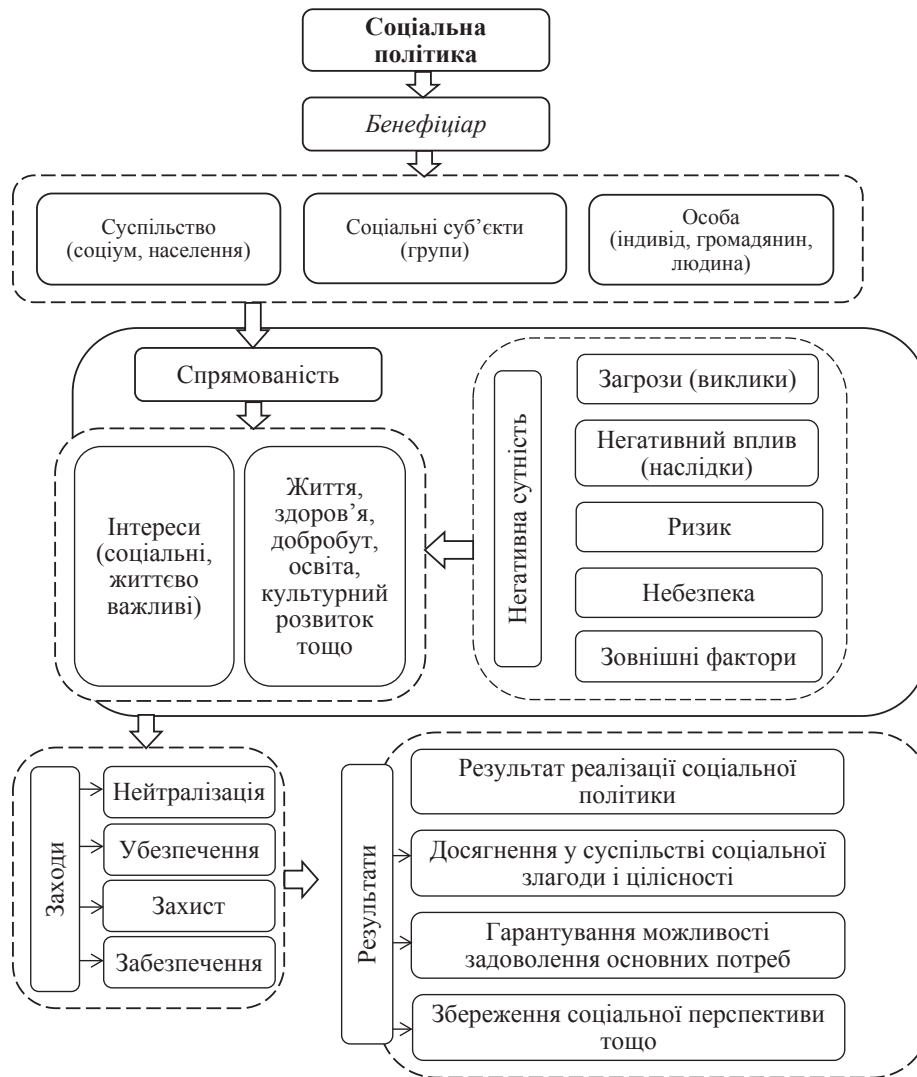 Соціальна
політика
Бенефіціар
Суспільство
(соціум, населення)
Соціальні суб’єкти
(групи)
Особа
(індивід, громадянин,
людина)
Спрямованість
Інтереси
(соціальні,
життєво
важливі)
Життя,
здоров’я,
добробут,
освіта,
культурний
розвиток
тощо
Негативна сутність
Загрози (виклики)
Негативний вплив
(наслідки)
Ризик
Небезпека
Зовнішні фактори
Заходи
Нейтралізація
Убезпечення
Захист
Забезпечення
Результати
Результат реалізації соціальної
політики
Досягнення у суспільстві соціальної
злагоди і цілісності
Гарантування можливості
задоволення основних потреб
Збереження соціальної перспективи
тощо